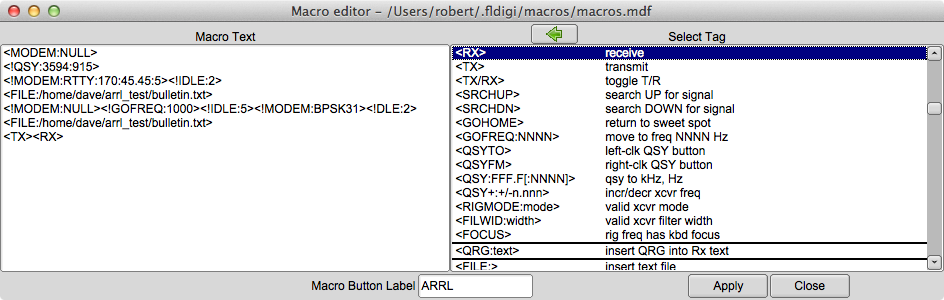 Macro editor – /Users/robert/.fldigi/macros/macros.mdf
Macro Text
Select Tag
<MODEM:NULL>
<!QSY:3594:915>
<!MODEM:RTTY:170:45.45:5><!IDLE:2>
<FILE:/home/dave/arrl_test/bulletin.txt>
<!MODEM:NULL><!GOFREQ:1000><!IDLE:5><!MODEM:BPSK31><!IDLE:2>
<FILE:/home/dave/arrl_test/bulletin.txt>
<TX><RX>
<RX> receive
<TX> transmit
<TX/RX> toggle T/R
<SRCHUP> search UP for signal
<SRCHDN> search DOWN for signal
<GOHOME> return to sweet spot
<GOFREQ:NNNN> move to freq NNNN Hz
<QSYTO> left-clk QSY button
<QSYFM> right-clk QSY button
<QSY:FFF.F[:NNNN]> qsy to kHz, Hz
<QSY+:+/-n.nnn> incr/decr xcvr freq
<RIGMODE:mode> valid xcvr mode
<FILWID:width> valid xcvr filter width
<FOCUS> rig freq has kbd focus
<QRG:text> insert QRG into Rx text
<FILE:> insert text file
Macro Button Label ARRL
Apply Close